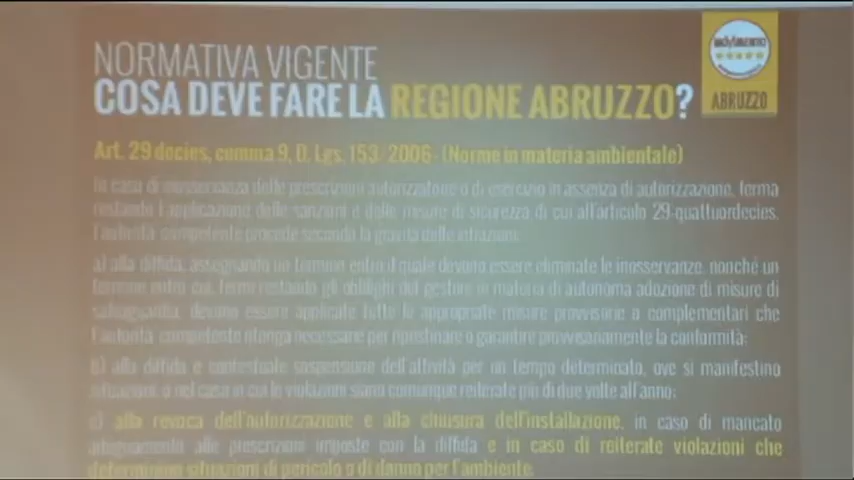 NORMATIVA VIGENTE
COSA DEVE FARE LA REGIONE ABRUZZO?
ABRUZZO
Art. 29 decies, comma 9, D. Lgs. 153/2006- (Norme in materia ambientale)
In caso di inosservanza delle prescrizioni autorizzatorie o di esercizio in assenza di autorizzazione, ferma
restando l'applicazione delle sanzioni e delle misure di sicurezza di cui all'articolo 29-quattuordecies,
l'autorità competente procede secondo la gravità delle infrazioni:
a) alla diffida, assegnando un termine entro il quale devono essere eliminate le inosservanze, nonché un
termine entro cui, fermi restando gli obblighi del gestore in materia di autonoma adozione di misure di
salvaguardia, devono essere applicate tutte le appropriate misure provvisorie o complementari che
l'autorità competente ritenga necessarie per ripristinare o garantire provvisoriamente la conformità;
b) alla diffida e contestuale sospensione dell'attività per un tempo determinato, ove si manifestino
situazioni, o nel caso in cui le violazioni siano comunque reiterate più di due volte all'anno;
c) alla revoca dell'autorizzazione e alla chiusura dell'installazione, in caso di mancato
adeguamento alle prescrizioni imposte con la diffida e in caso di reiterate violazioni che
determinino situazioni di pericolo o di danno per l'ambiente.